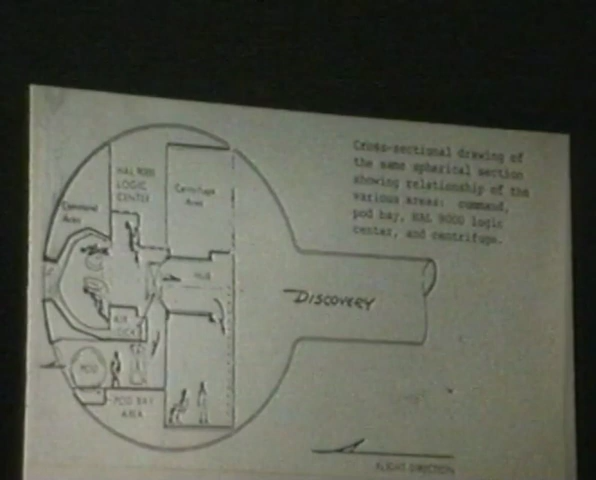 Cross-sectional drawing of
the same spherical section
showing relationship of the
various areas: command,
pod bay, HAL 9000 logic
center, and centrifuge.
HAL 9000
LOGIC
CENTER
Centrifuge
Area
Command
Area
HUB
DISCOVERY
AIR
LOCK
POD
POD BAY
AREA
FLIGHT DIRECTION